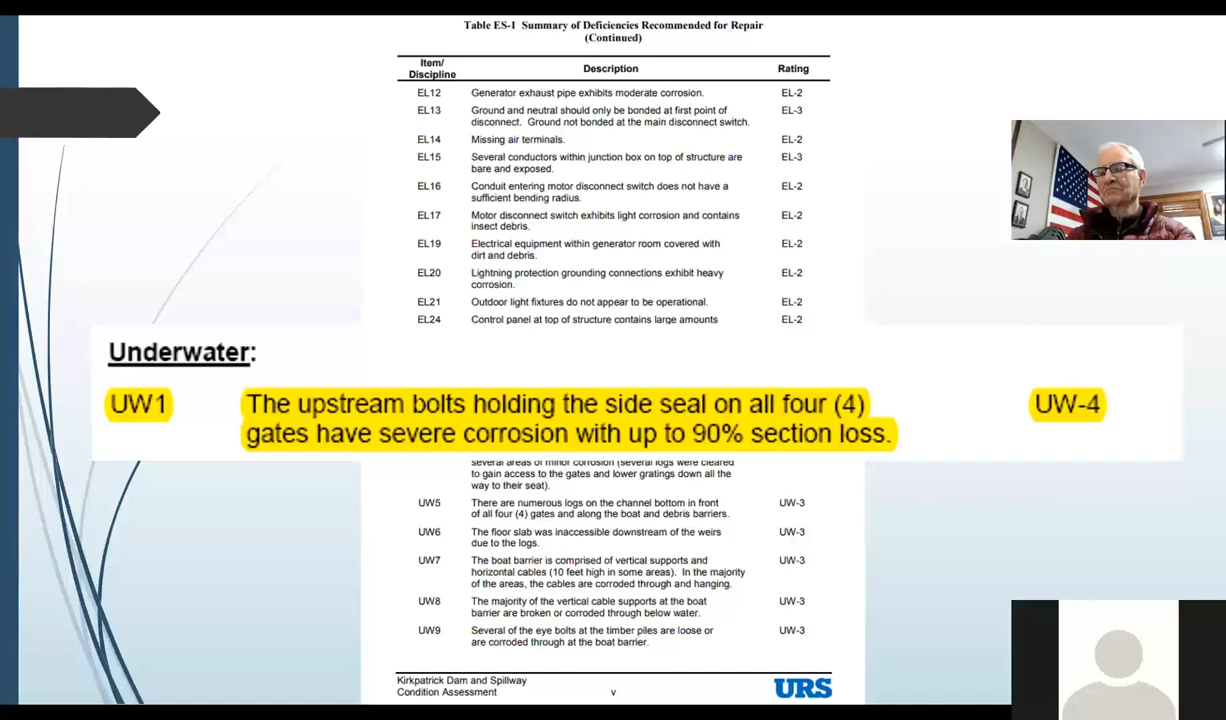 Table ES-1 Summary of Deficiencies Recommended for Repair
(Continued)
Item/
Discipline Description Rating
EL12 Generator exhaust pipe exhibits moderate corrosion. EL-2
EL13 Ground and neutral should only be bonded at first point of EL-3
disconnect. Ground not bonded at the main disconnect switch.
EL14 Missing air terminals. EL-2
EL15 Several conductors within junction box on top of structure are EL-3
bare and exposed.
EL16 Conduit entering motor disconnect switch does not have a EL-2
sufficient bending radius.
EL17 Motor disconnect switch exhibits light corrosion and contains EL-2
insect debris.
EL19 Electrical equipment within generator room covered with EL-2
dirt and debris.
EL20 Lightning protection grounding connections exhibit heavy EL-2
corrosion.
EL21 Outdoor light fixtures do not appear to be operational. EL-2
EL24 Control panel at top of structure contains large amounts EL-2
Underwater:
UW1 The upstream bolts holding the side seal on all four (4) UW-4
gates have severe corrosion with up to 90% section loss.
several areas of minor corrosion (several logs were cleared
to gain access to the gates and lower gratings down all the
way to their seat).
UW5 There are numerous logs on the channel bottom in front UW-3
of all four (4) gates and along the boat and debris barriers.
UW6 The floor slab was inaccessible downstream of the weirs UW-3
due to the logs.
UW7 The boat barrier is comprised of vertical supports and UW-3
horizontal cables (10 feet high in some areas). In the majority
of the areas, the cables are corroded through and hanging.
UW8 The majority of the vertical cable supports at the boat UW-3
barrier are broken or corroded through below water.
UW9 Several of the eye bolts at the timber piles are loose or UW-3
are corroded through at the boat barrier.
Kirkpatrick Dam and Spillway
Condition Assessment v URS